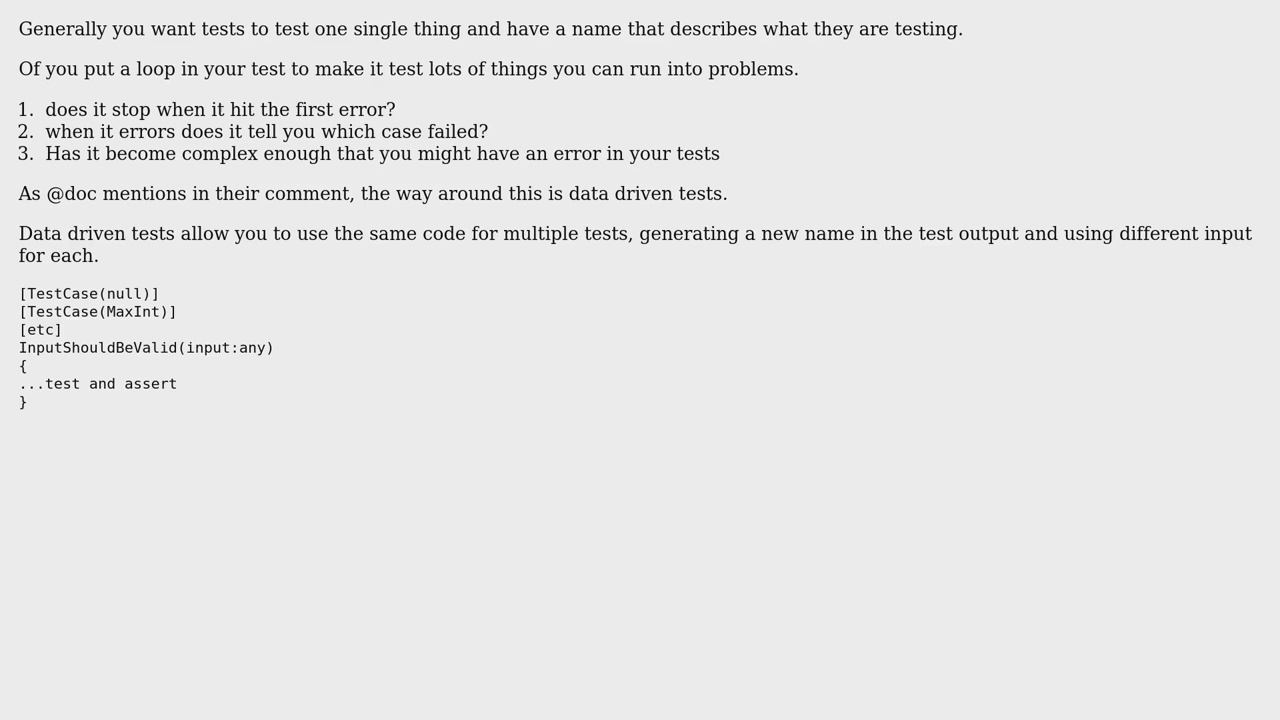 Generally you want tests to test one single thing and have a name that describes what they are testing.
Of you put a loop in your test to make it test lots of things you can run into problems.
1. does it stop when it hit the first error?
2. when it errors does it tell you which case failed?
3. Has it become complex enough that you might have an error in your tests
As @doc mentions in their comment, the way around this is data driven tests.
Data driven tests allow you to use the same code for multiple tests, generating a new name in the test output and using different input
for each.
[TestCase(null)]
[TestCase(MaxInt)]
[etc]
InputShouldBeValid(input:any)
{
...test and assert
}